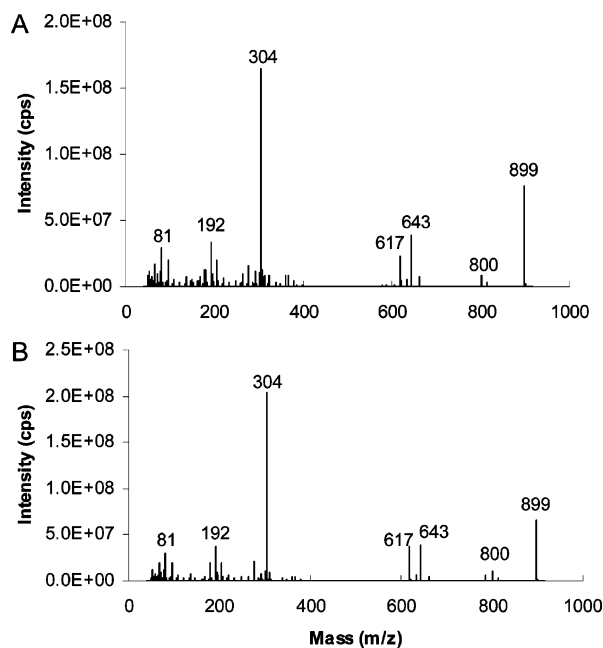 A
2.0E+08
1.5E+08
1.0E+08
5.0E+07
0.0E+00
Intensity (cps)
304
899
81
192
617
643
800
0
200
400
600
800
1000
B
2.5E+08
2.0E+08
1.5E+08
1.0E+08
5.0E+07
0.0E+00
Intensity (cps)
304
899
81
192
617
643
800
0
200
400
600
800
1000
Mass (m/z)